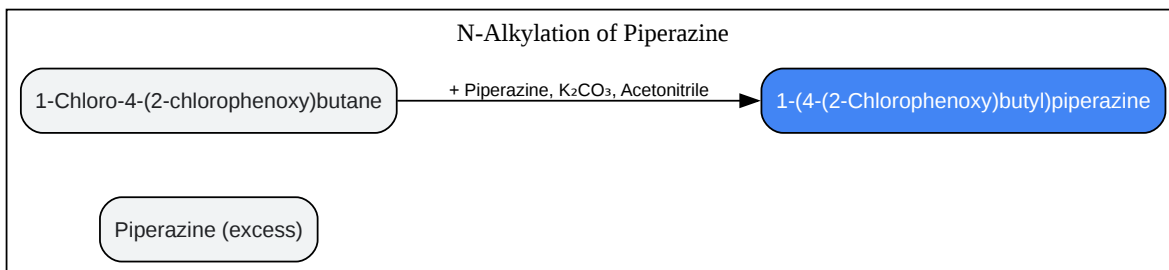 N-Alkylation of Piperazine
1-Chloro-4-(2-chlorophenoxy)butane
+ Piperazine, K₂CO₃, Acetonitrile
1-(4-(2-Chlorophenoxy)butyl)piperazine
Piperazine (excess)